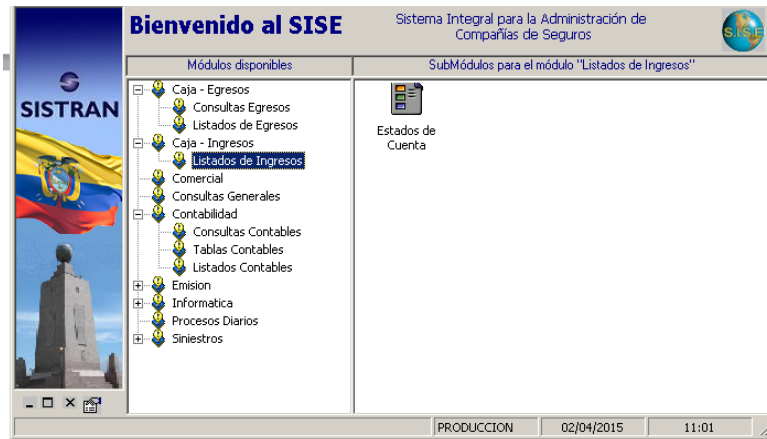 Bienvenido al SISE
Sistema Integral para la Administración de
Compañías de Seguros
S.I.S.E
Módulos disponibles
SubMódulos para el módulo "Listados de Ingresos"
SISTRAN
Caja - Egresos
Consultas Egresos
Listados de Egresos
Caja - Ingresos
Listados de Ingresos
Comercial
Consultas Generales
Contabilidad
Consultas Contables
Tablas Contables
Listados Contables
Emision
Informatica
Procesos Diarios
Siniestros
Estados de
Cuenta
PRODUCCION
02/04/2015
11:01